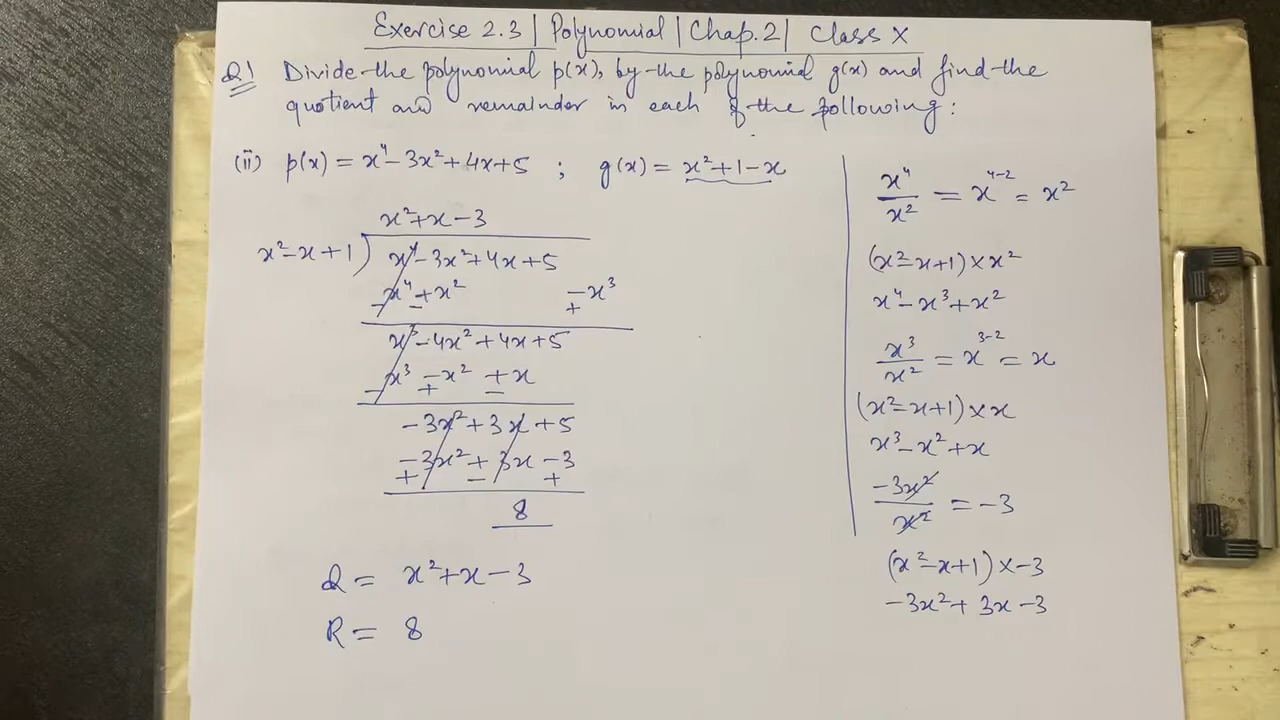 Exercise 2.3 | Polynomial | Chap. 2 | Class X
Q1 Divide the polynomial p(x), by the polynomial g(x) and find the
quotient and remainder in each of the following :
(ii) p(x) = x⁴ - 3x² + 4x + 5 ; g(x) = x² + 1 - x
x² + x - 3
x² - x + 1 ) x⁴ - 3x² + 4x + 5
x⁴ + x² - x³
- - +
x³ - 4x² + 4x + 5
x³ - x² + x
- + -
-3x² + 3x + 5
-3x² + 3x - 3
+ - +
8
Q = x² + x - 3
R = 8
x⁴/x² = x⁴⁻² = x²
(x² - x + 1) × x²
x⁴ - x³ + x²
x³/x² = x³⁻² = x
(x² - x + 1) × x
x³ - x² + x
-3x²/x² = -3
(x² - x + 1) × -3
-3x² + 3x - 3